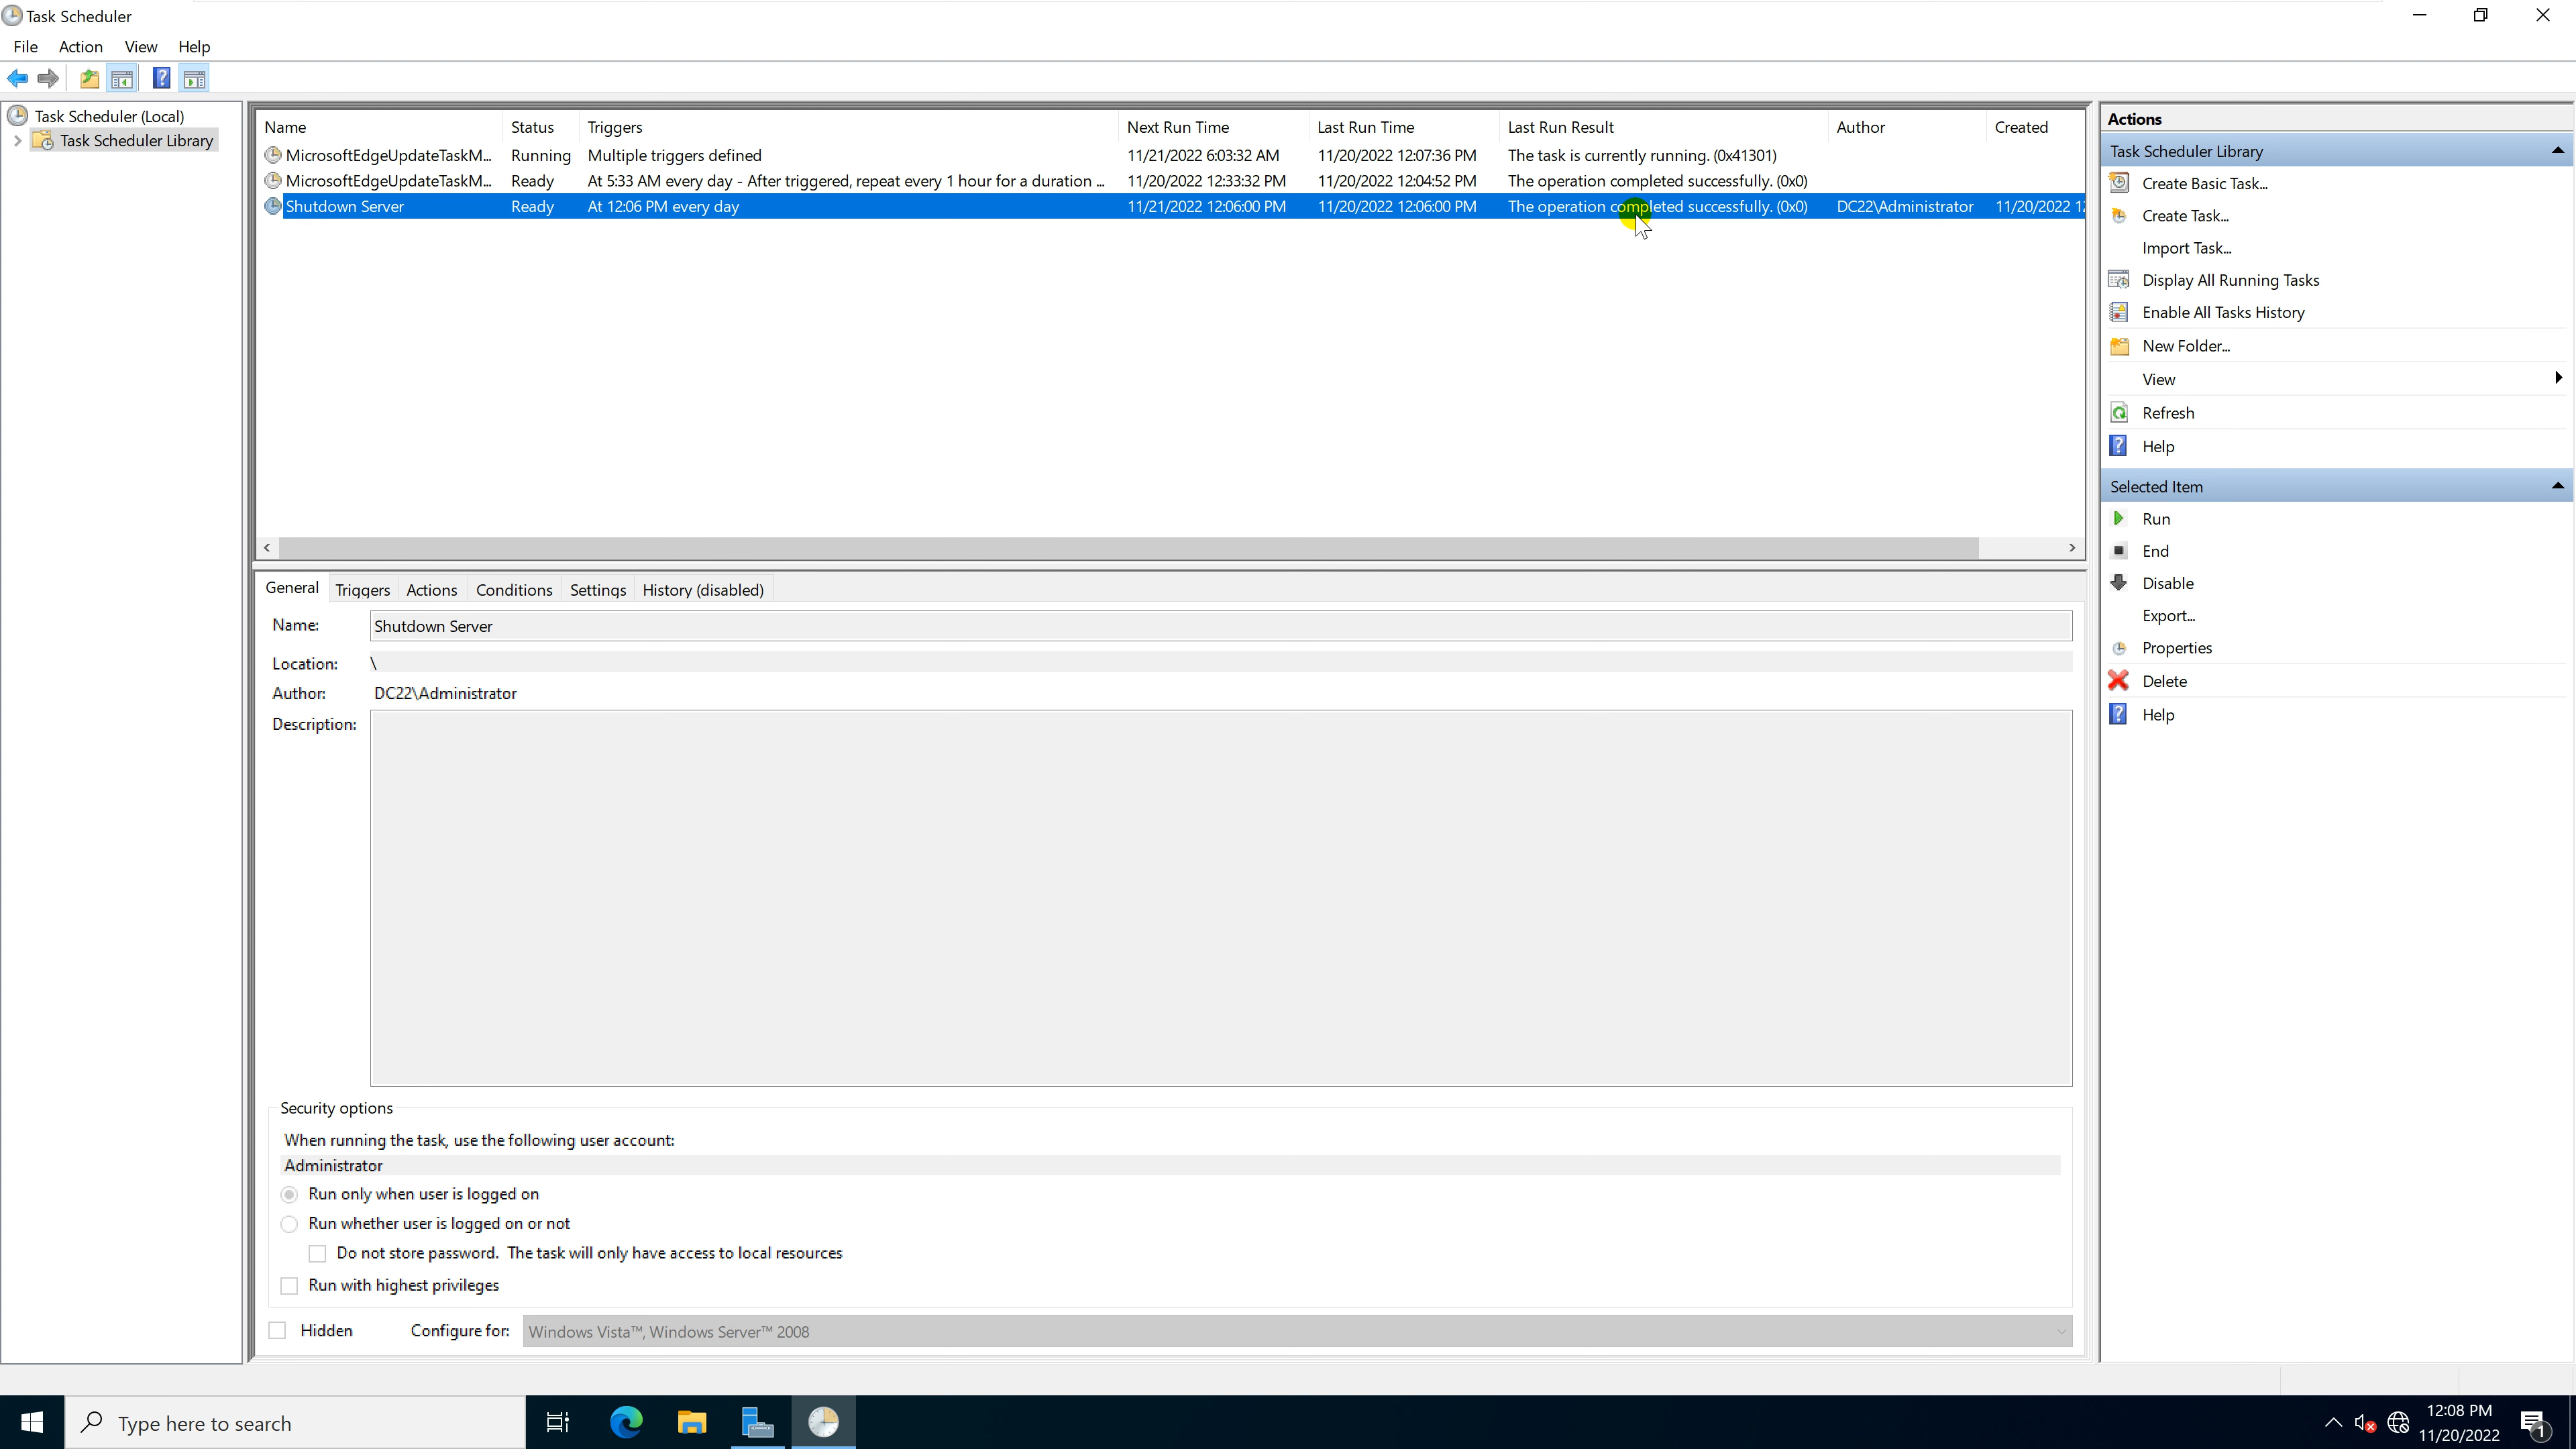 Task Scheduler
File Action View Help
Task Scheduler (Local)
Task Scheduler Library
Name Status Triggers Next Run Time Last Run Time Last Run Result Author Created
MicrosoftEdgeUpdateTaskM... Running Multiple triggers defined 11/21/2022 6:03:32 AM 11/20/2022 12:07:36 PM The task is currently running. (0x41301)
MicrosoftEdgeUpdateTaskM... Ready At 5:33 AM every day - After triggered, repeat every 1 hour for a duration ... 11/20/2022 12:33:32 PM 11/20/2022 12:04:52 PM The operation completed successfully. (0x0)
Shutdown Server Ready At 12:06 PM every day 11/21/2022 12:06:00 PM 11/20/2022 12:06:00 PM The operation completed successfully. (0x0) DC22\Administrator 11/20/2022
General Triggers Actions Conditions Settings History (disabled)
Name: Shutdown Server
Location: \
Author: DC22\Administrator
Description:
Security options
When running the task, use the following user account:
Administrator
Run only when user is logged on
Run whether user is logged on or not
Do not store password. The task will only have access to local resources
Run with highest privileges
Hidden Configure for: Windows Vista™, Windows Server™ 2008
Actions
Task Scheduler Library
Create Basic Task...
Create Task...
Import Task...
Display All Running Tasks
Enable All Tasks History
New Folder...
View
Refresh
Help
Selected Item
Run
End
Disable
Export...
Properties
Delete
Help
Type here to search
12:08 PM
11/20/2022
1